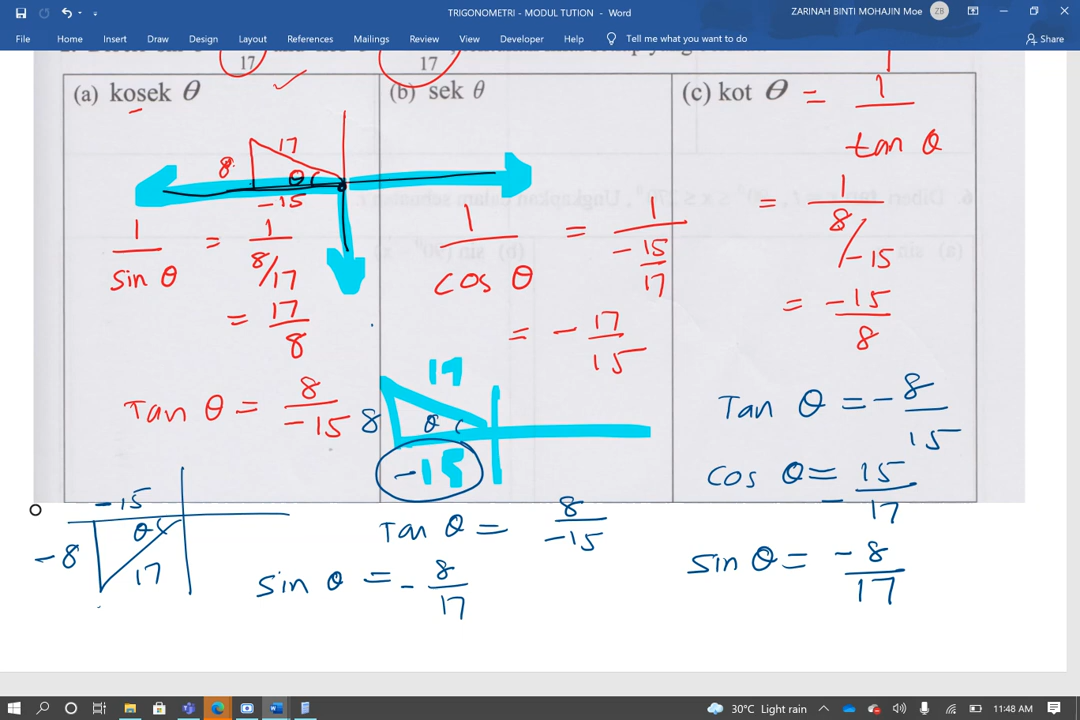 TRIGONOMETRI - MODUL TUTION - Word
ZARINAH BINTI MOHAJIN Moe
ZB
File Home Insert Draw Design Layout References Mailings Review View Developer Help Tell me what you want to do
Share
17
17
(a) kosek θ
(b) sek θ
(c) kot θ = 1/tan θ
17
8
θ
-15
1/sin θ = 1/8/17
= 17/8
Tan θ = 8/-15
1/cos θ = 1/-15/17
= - 17/15
= 1/8/-15
= -15/8
17
8
θ
-15
Tan θ = -8/15
cos θ = -15/17
sin θ = -8/17
-15
θ
-8
17
Tan θ = 8/-15
sin θ = -8/17
30°C Light rain
11:48 AM